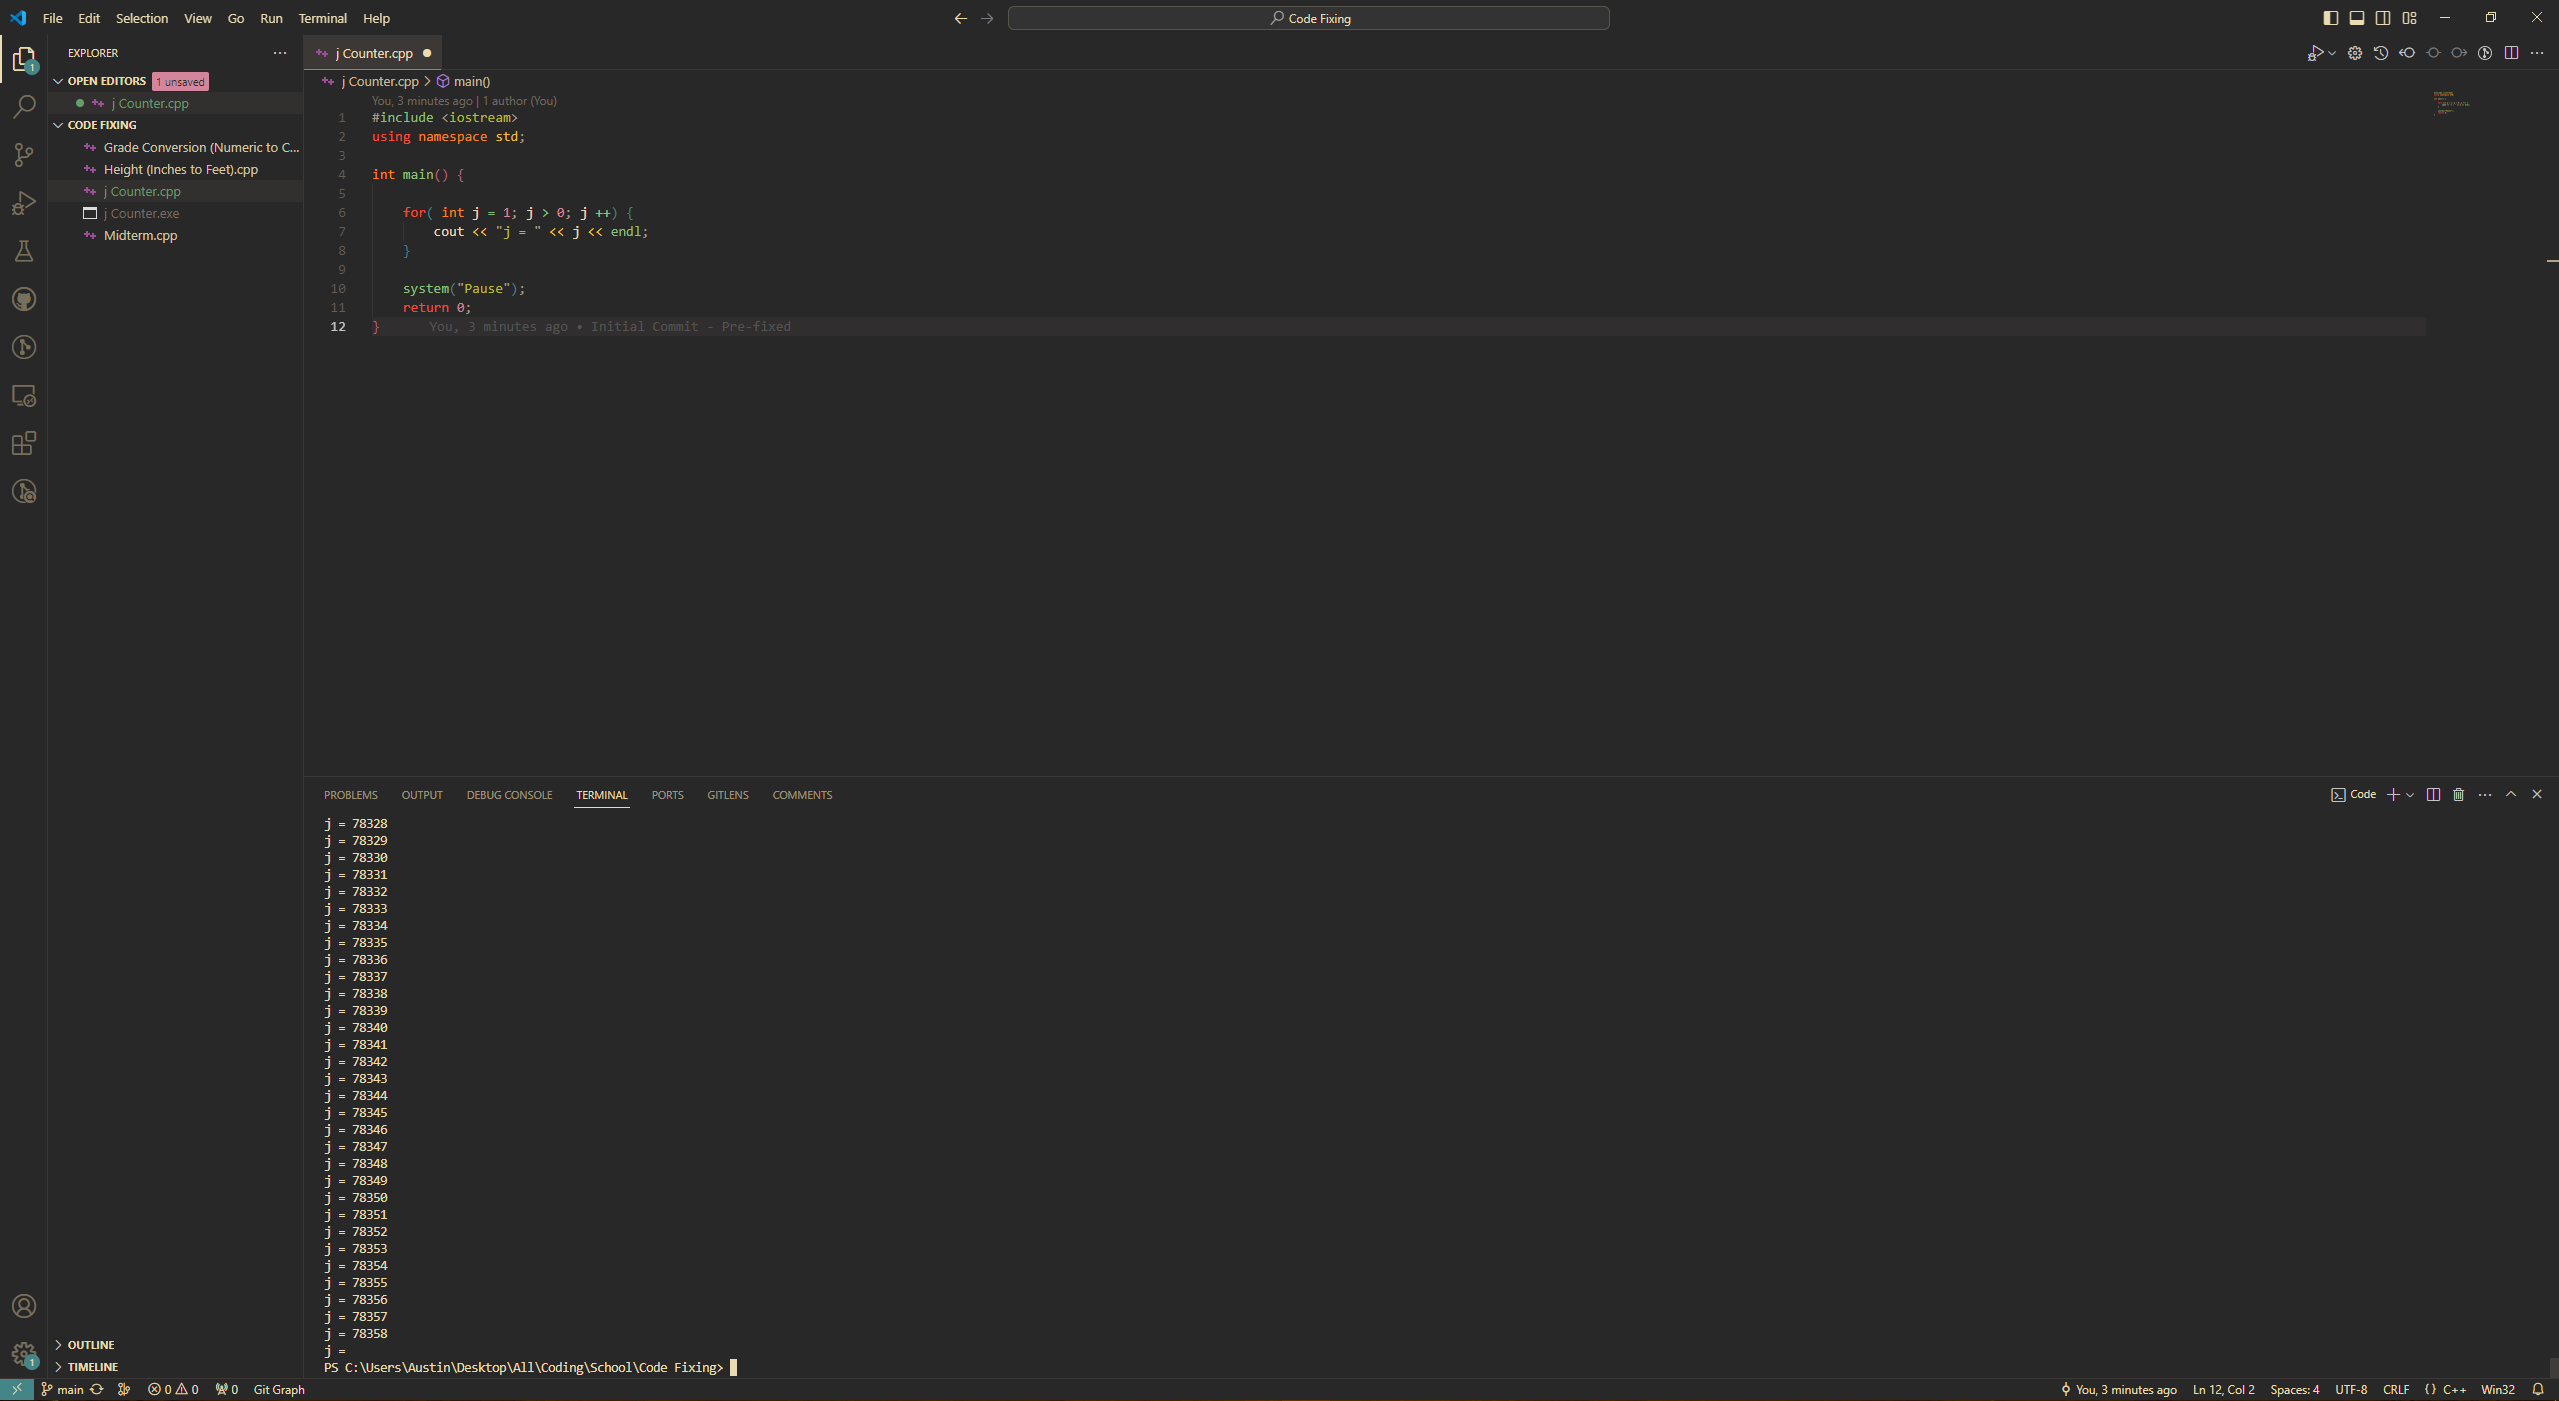 File Edit Selection View Go Run Terminal Help
Code Fixing
EXPLORER
OPEN EDITORS 1 unsaved
j Counter.cpp
CODE FIXING
Grade Conversion (Numeric to C...
Height (Inches to Feet).cpp
j Counter.cpp
j Counter.exe
Midterm.cpp
OUTLINE
TIMELINE
1
1
j Counter.cpp
j Counter.cpp > main()
You, 3 minutes ago | 1 author (You)
1 #include <iostream>
2 using namespace std;
3
4 int main() {
5
6 for( int j = 1; j > 0; j ++) {
7 cout << "j = " << j << endl;
8 }
9
10 system("Pause");
11 return 0;
12 } You, 3 minutes ago • Initial Commit - Pre-fixed
PROBLEMS OUTPUT DEBUG CONSOLE TERMINAL PORTS GITLENS COMMENTS
Code
j = 78328
j = 78329
j = 78330
j = 78331
j = 78332
j = 78333
j = 78334
j = 78335
j = 78336
j = 78337
j = 78338
j = 78339
j = 78340
j = 78341
j = 78342
j = 78343
j = 78344
j = 78345
j = 78346
j = 78347
j = 78348
j = 78349
j = 78350
j = 78351
j = 78352
j = 78353
j = 78354
j = 78355
j = 78356
j = 78357
j = 78358
j =
PS C:\Users\Austin\Desktop\All\Coding\School\Code Fixing>
main 0 0 0 Git Graph You, 3 minutes ago Ln 12, Col 2 Spaces: 4 UTF-8 CRLF {} C++ Win32